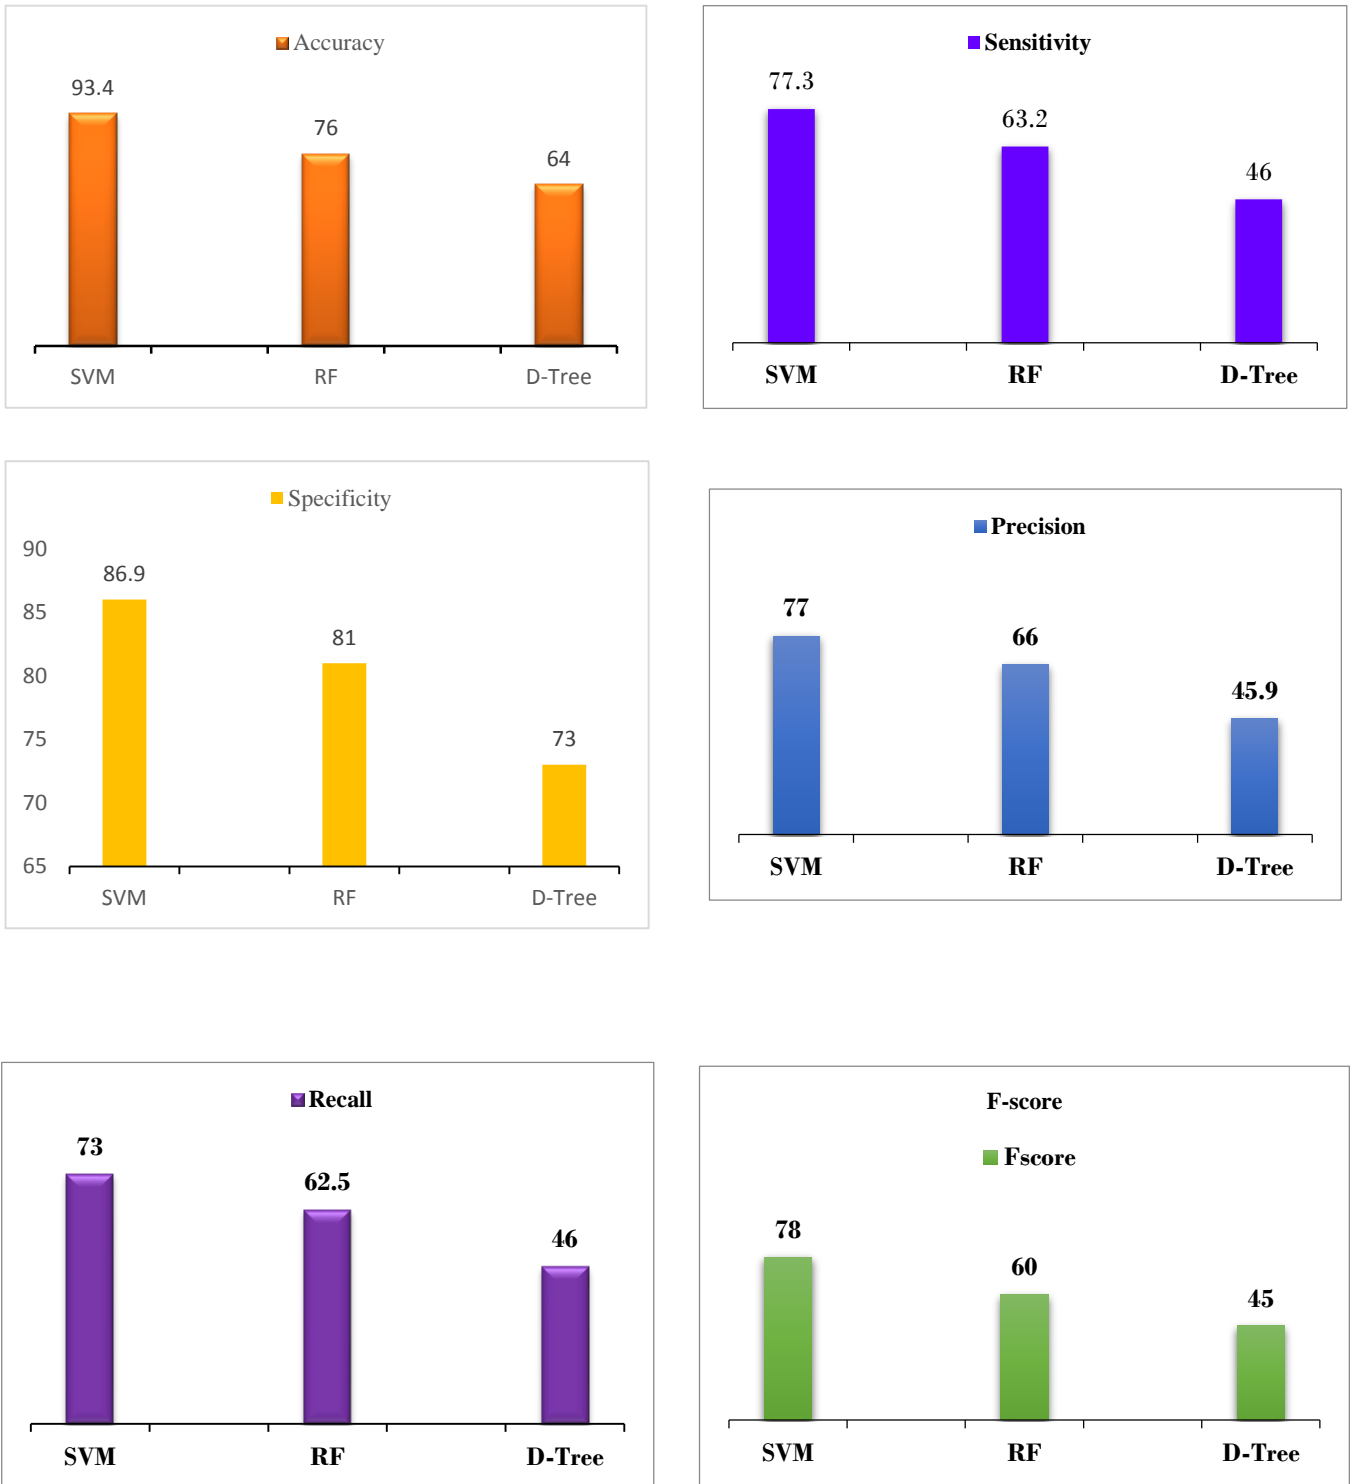 Accuracy
93.4
76
64
SVM RF D-Tree
Sensitivity
77.3
63.2
46
SVM RF D-Tree
Specificity
90
85
80
75
70
65
86.9
81
73
SVM RF D-Tree
Precision
77
66
45.9
SVM RF D-Tree
Recall
73
62.5
46
SVM RF D-Tree
F-score
Fscore
78
60
45
SVM RF D-Tree